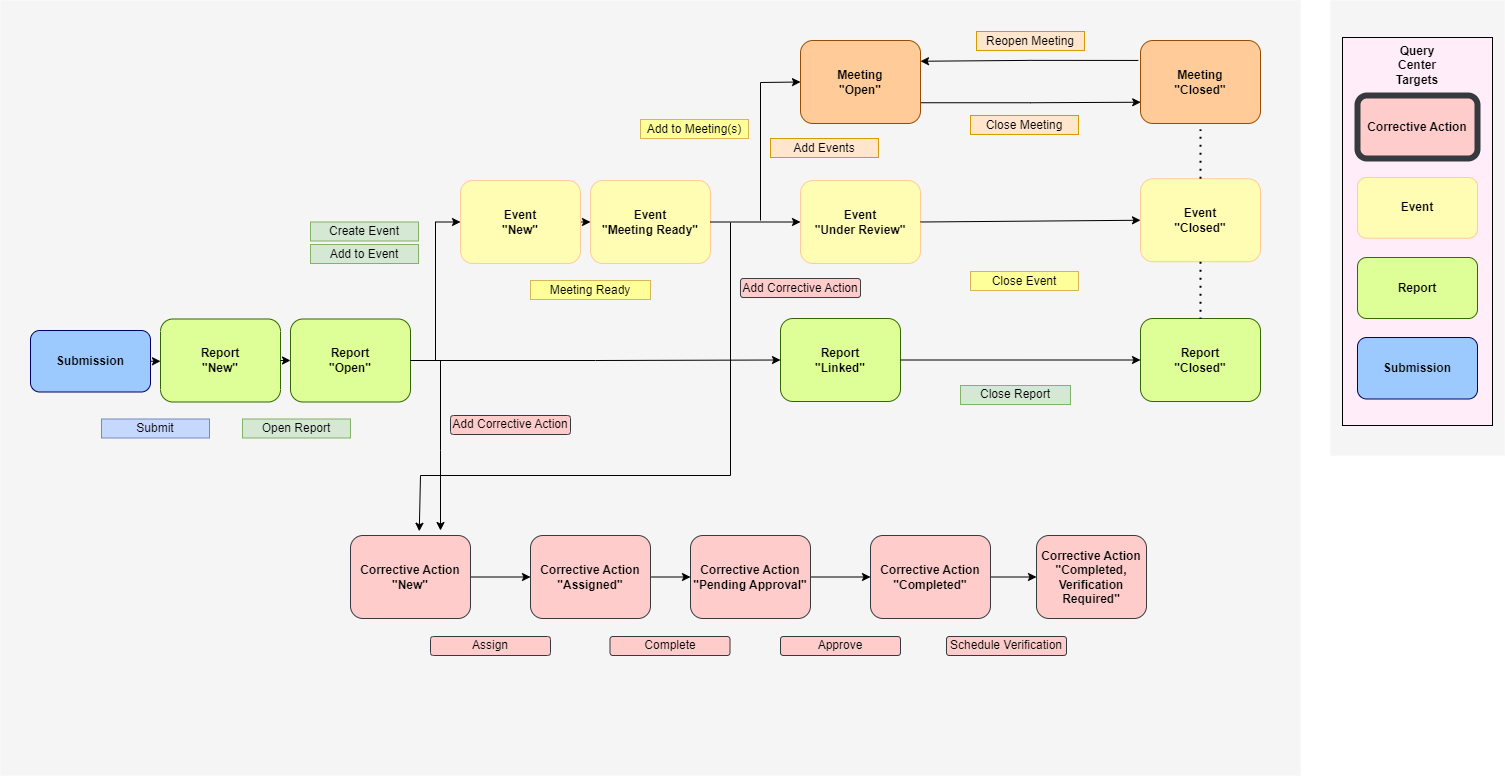 Reopen Meeting
Meeting
"Open"
Meeting
"Closed"
Add to Meeting(s)
Close Meeting
Add Events
Create Event
Add to Event
Event
"New"
Event
"Meeting Ready"
Event
"Under Review"
Event
"Closed"
Meeting Ready
Add Corrective Action
Close Event
Submission
Report
"New"
Report
"Open"
Report
"Linked"
Report
"Closed"
Close Report
Submit
Open Report
Add Corrective Action
Corrective Action
"New"
Corrective Action
"Assigned"
Corrective Action
"Pending Approval"
Corrective Action
"Completed"
Corrective Action
"Completed,
Verification
Required"
Assign
Complete
Approve
Schedule Verification
Query
Center
Targets
Corrective Action
Event
Report
Submission